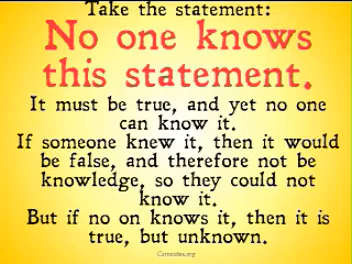 Take the statement:
No one knows
this statement.
It must be true, and yet no one
can know it.
If someone knew it, then it would
be false, and therefore not be
knowledge, so they could not
know it.
But if no on knows it, then it is
true, but unknown.